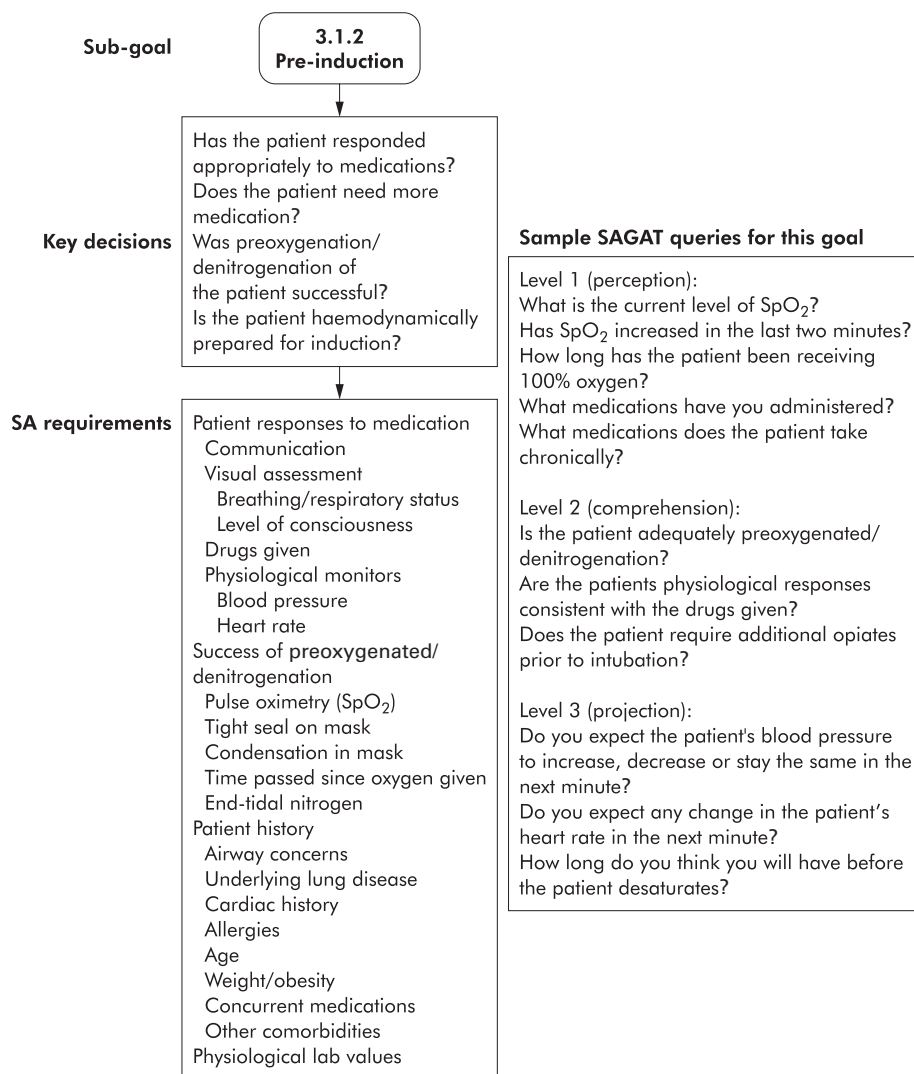 Sub-goal
3.1.2
Pre-induction
Key decisions
Has the patient responded
appropriately to medications?
Does the patient need more
medication?
Was preoxygenation/
denitrogenation of
the patient successful?
Is the patient haemodynamically
prepared for induction?
SA requirements
Patient responses to medication
Communication
Visual assessment
Breathing/respiratory status
Level of consciousness
Drugs given
Physiological monitors
Blood pressure
Heart rate
Success of preoxygenated/
denitrogenation
Pulse oximetry (SpO2)
Tight seal on mask
Condensation in mask
Time passed since oxygen given
End-tidal nitrogen
Patient history
Airway concerns
Underlying lung disease
Cardiac history
Allergies
Age
Weight/obesity
Concurrent medications
Other comorbidities
Physiological lab values
Sample SAGAT queries for this goal
Level 1 (perception):
What is the current level of SpO2?
Has SpO2 increased in the last two minutes?
How long has the patient been receiving
100% oxygen?
What medications have you administered?
What medications does the patient take
chronically?
Level 2 (comprehension):
Is the patient adequately preoxygenated/
denitrogenation?
Are the patients physiological responses
consistent with the drugs given?
Does the patient require additional opiates
prior to intubation?
Level 3 (projection):
Do you expect the patient's blood pressure
to increase, decrease or stay the same in the
next minute?
Do you expect any change in the patient’s
heart rate in the next minute?
How long do you think you will have before
the patient desaturates?